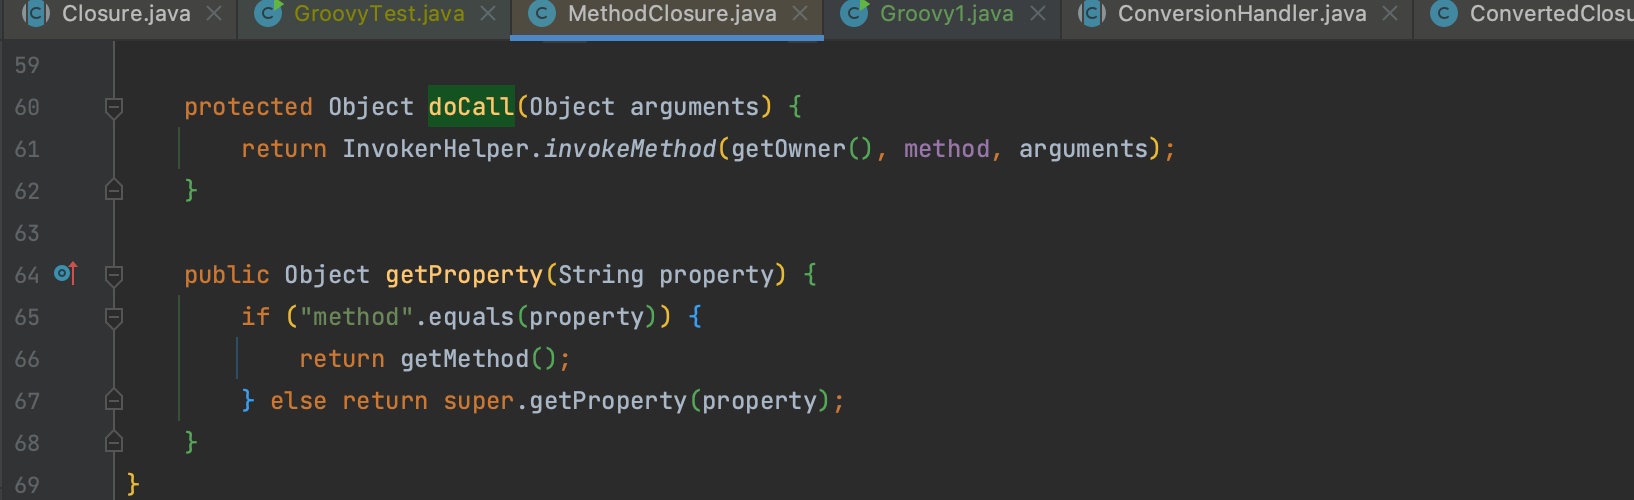 Closure.java GroovyTest.java MethodClosure.java Groovy1.java ConversionHandler.java ConvertedClosu
59
60 protected Object doCall(Object arguments) {
61 return InvokerHelper.invokeMethod(getOwner(), method, arguments);
62 }
63
64 public Object getProperty(String property) {
65 if ("method".equals(property)) {
66 return getMethod();
67 } else return super.getProperty(property);
68 }
69 }